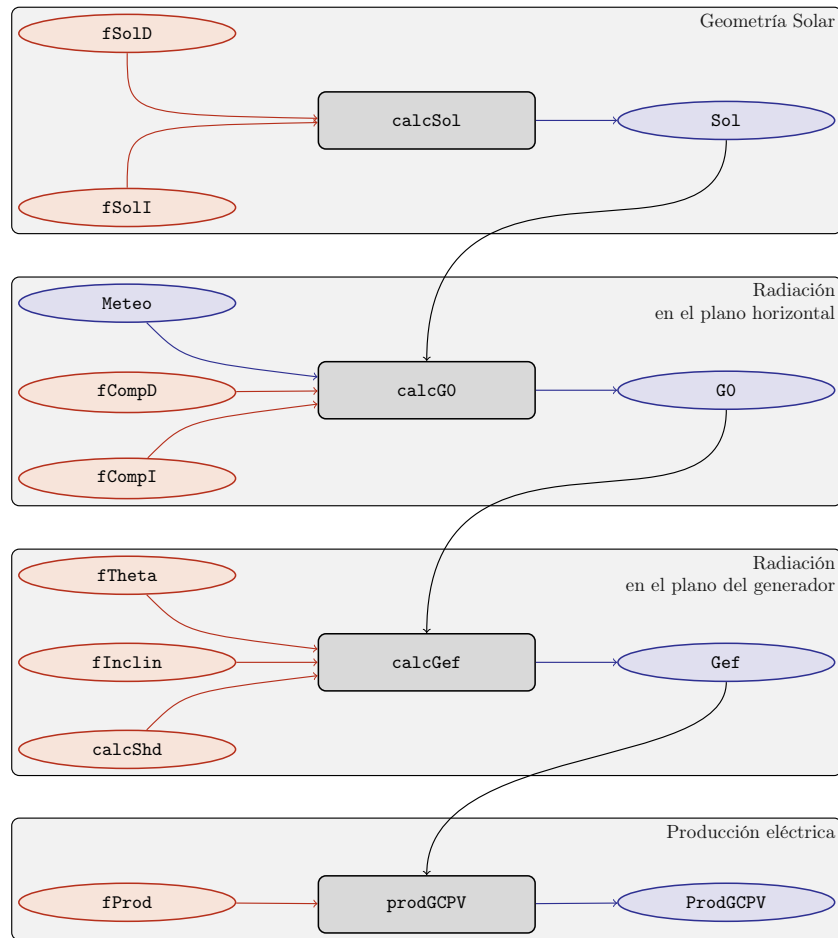 fSolD
Geometría Solar
calcSol
Sol
fSolI
Meteo
Radiación
en el plano horizontal
fCompD
calcG0
G0
fCompI
fTheta
Radiación
en el plano del generador
fInclin
calcGef
Gef
calcShd
Producción eléctrica
fProd
prodGCPV
ProdGCPV